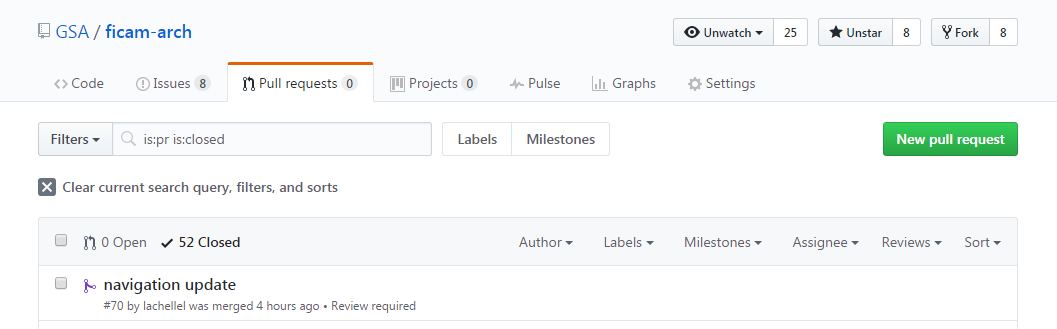 GSA / ficam-arch Unwatch 25 Unstar 8 Fork 8
Code Issues 8 Pull requests 0 Projects 0 Pulse Graphs Settings
Filters is:pr is:closed Labels Milestones New pull request
Clear current search query, filters, and sorts
0 Open 52 Closed Author Labels Milestones Assignee Reviews Sort
navigation update
#70 by lachellel was merged 4 hours ago • Review required